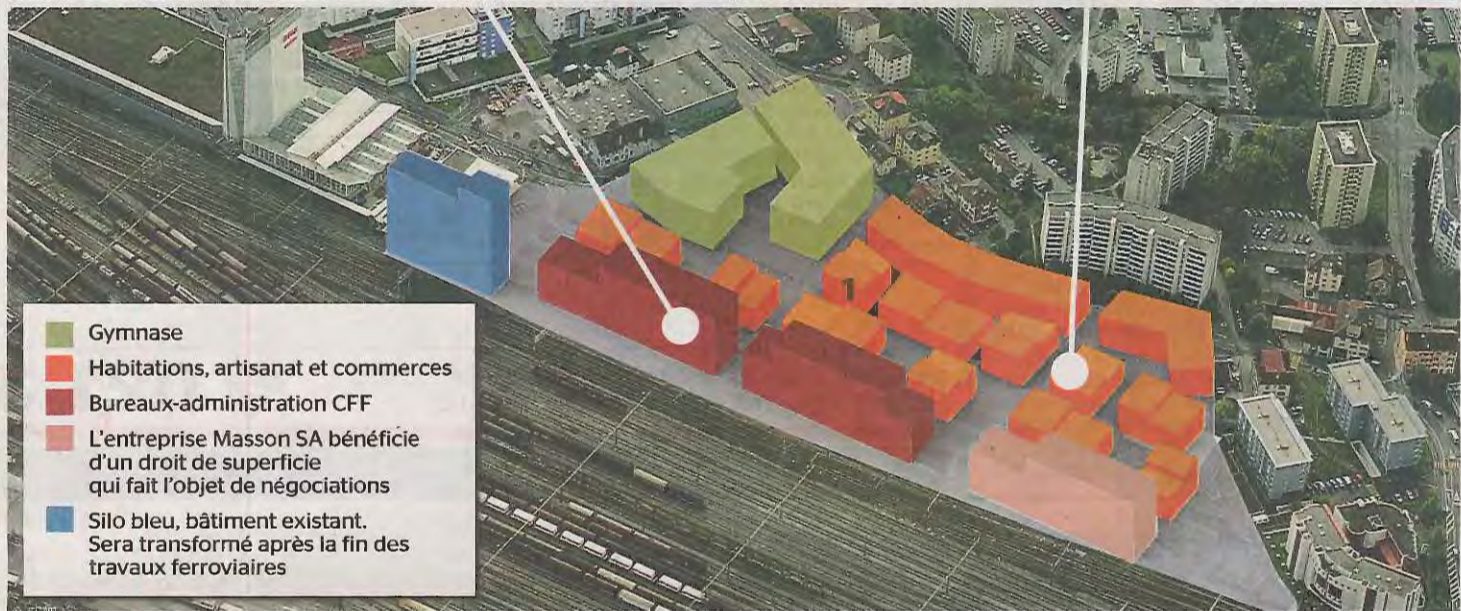 Gymnase
Habitations, artisanat et commerces
Bureaux-administration CFF
L'entreprise Masson SA bénéficie
d'un droit de superficie
qui fait l'objet de négociations
Silo bleu, bâtiment existant.
Sera transformé après la fin des
travaux ferroviaires